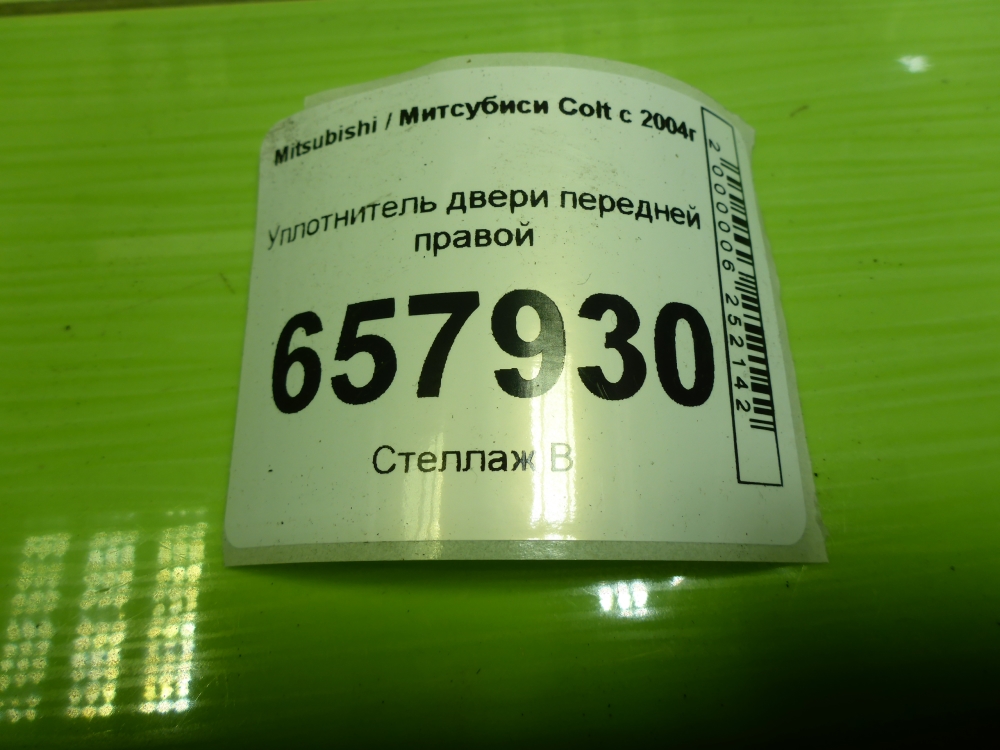 Mitsubishi / Митсубиси Colt с 2004г
Уплотнитель двери передней
правой
657930
Стеллаж В
2000006252142